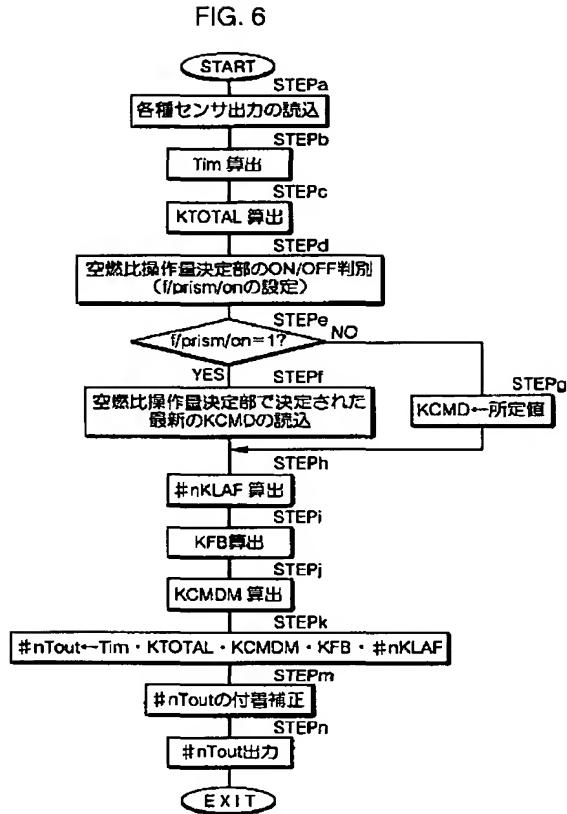 FIG. 6
START
STEPa
各種センサ出力の読込
STEPb
Tim 算出
STEPc
KTOTAL 算出
STEPd
空燃比操作量決定部のON/OFF判別
(f/prism/onの設定)
STEPe
f/prism/on=1?
NO
YES
STEPf
空燃比操作量決定部で決定された
最新のKCMDの読込
STEPg
KCMD←所定値
STEPh
#nKLAF 算出
STEPi
KFB算出
STEPj
KCMDM 算出
STEPk
#nTout←Tim・KTOTAL・KCMDM・KFB・#nKLAF
STEPm
#nToutの付着補正
STEPn
#nTout出力
EXIT